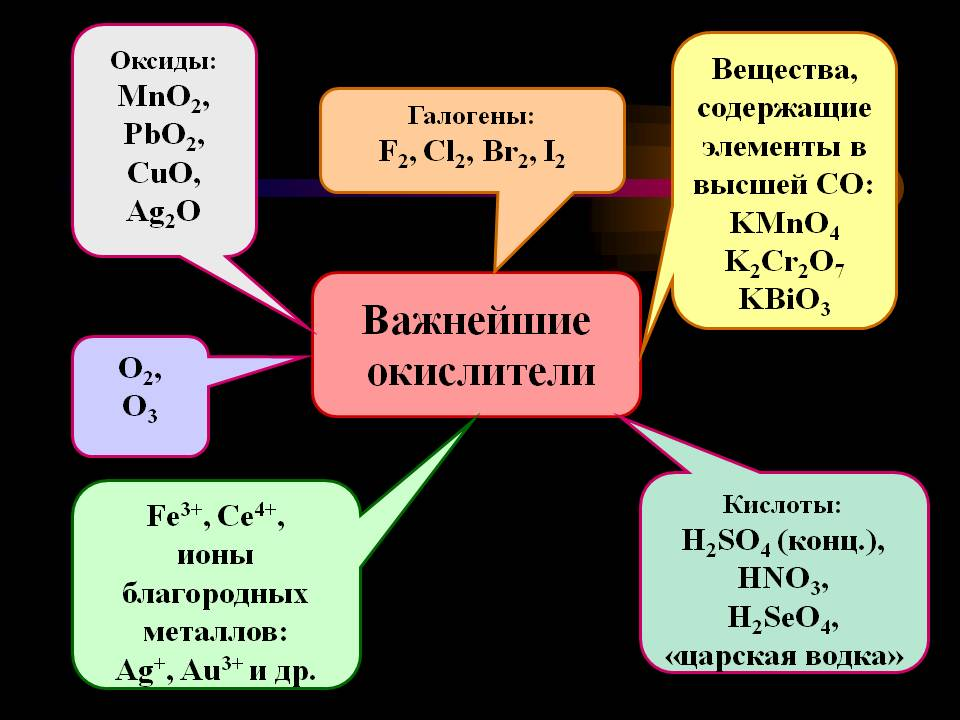 Оксиды:
MnO₂,
PbO₂,
CuO,
Ag₂O
Галогены:
F₂, Cl₂, Br₂, I₂
Вещества,
содержащие
элементы в
высшей СО:
KMnO₄
K₂Cr₂O₇
KBiO₃
Важнейшие
окислители
O₂,
O₃
Fe³⁺, Ce⁴⁺,
ионы
благородных
металлов:
Ag⁺, Au³⁺ и др.
Кислоты:
H₂SO₄ (конц.),
HNO₃,
H₂SeO₄,
«царская водка»